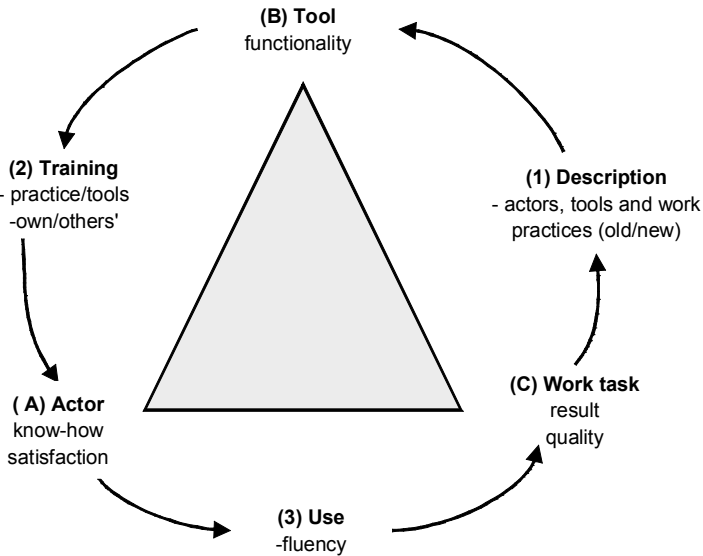 (B) Tool
functionality
(2) Training
- practice/tools
-own/others'
(1) Description
- actors, tools and work
practices (old/new)
( A) Actor
know-how
satisfaction
(C) Work task
result
quality
(3) Use
-fluency